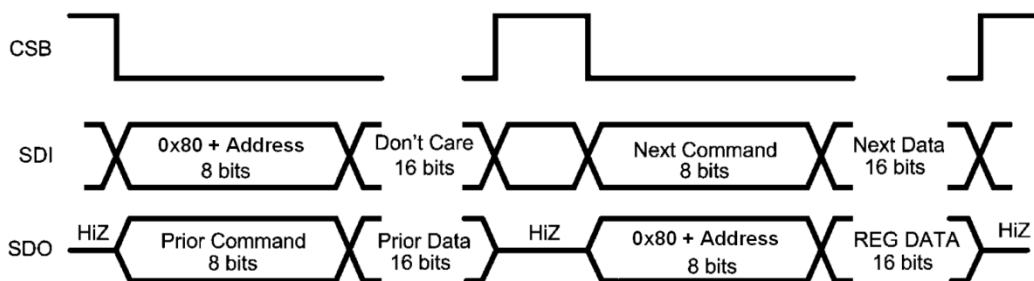 CSB
SDI
0x80 + Address
8 bits
Don't Care
16 bits
Next Command
8 bits
Next Data
16 bits
SDO
HiZ
Prior Command
8 bits
Prior Data
16 bits
HiZ
0x80 + Address
8 bits
REG DATA
16 bits
HiZ